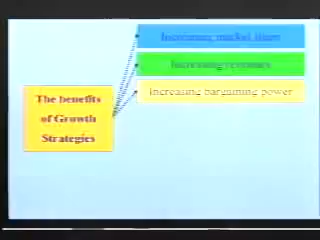 The benefits
of Growth
Strategies
Increasing market share
Increasing revenues
Increasing bargaining power